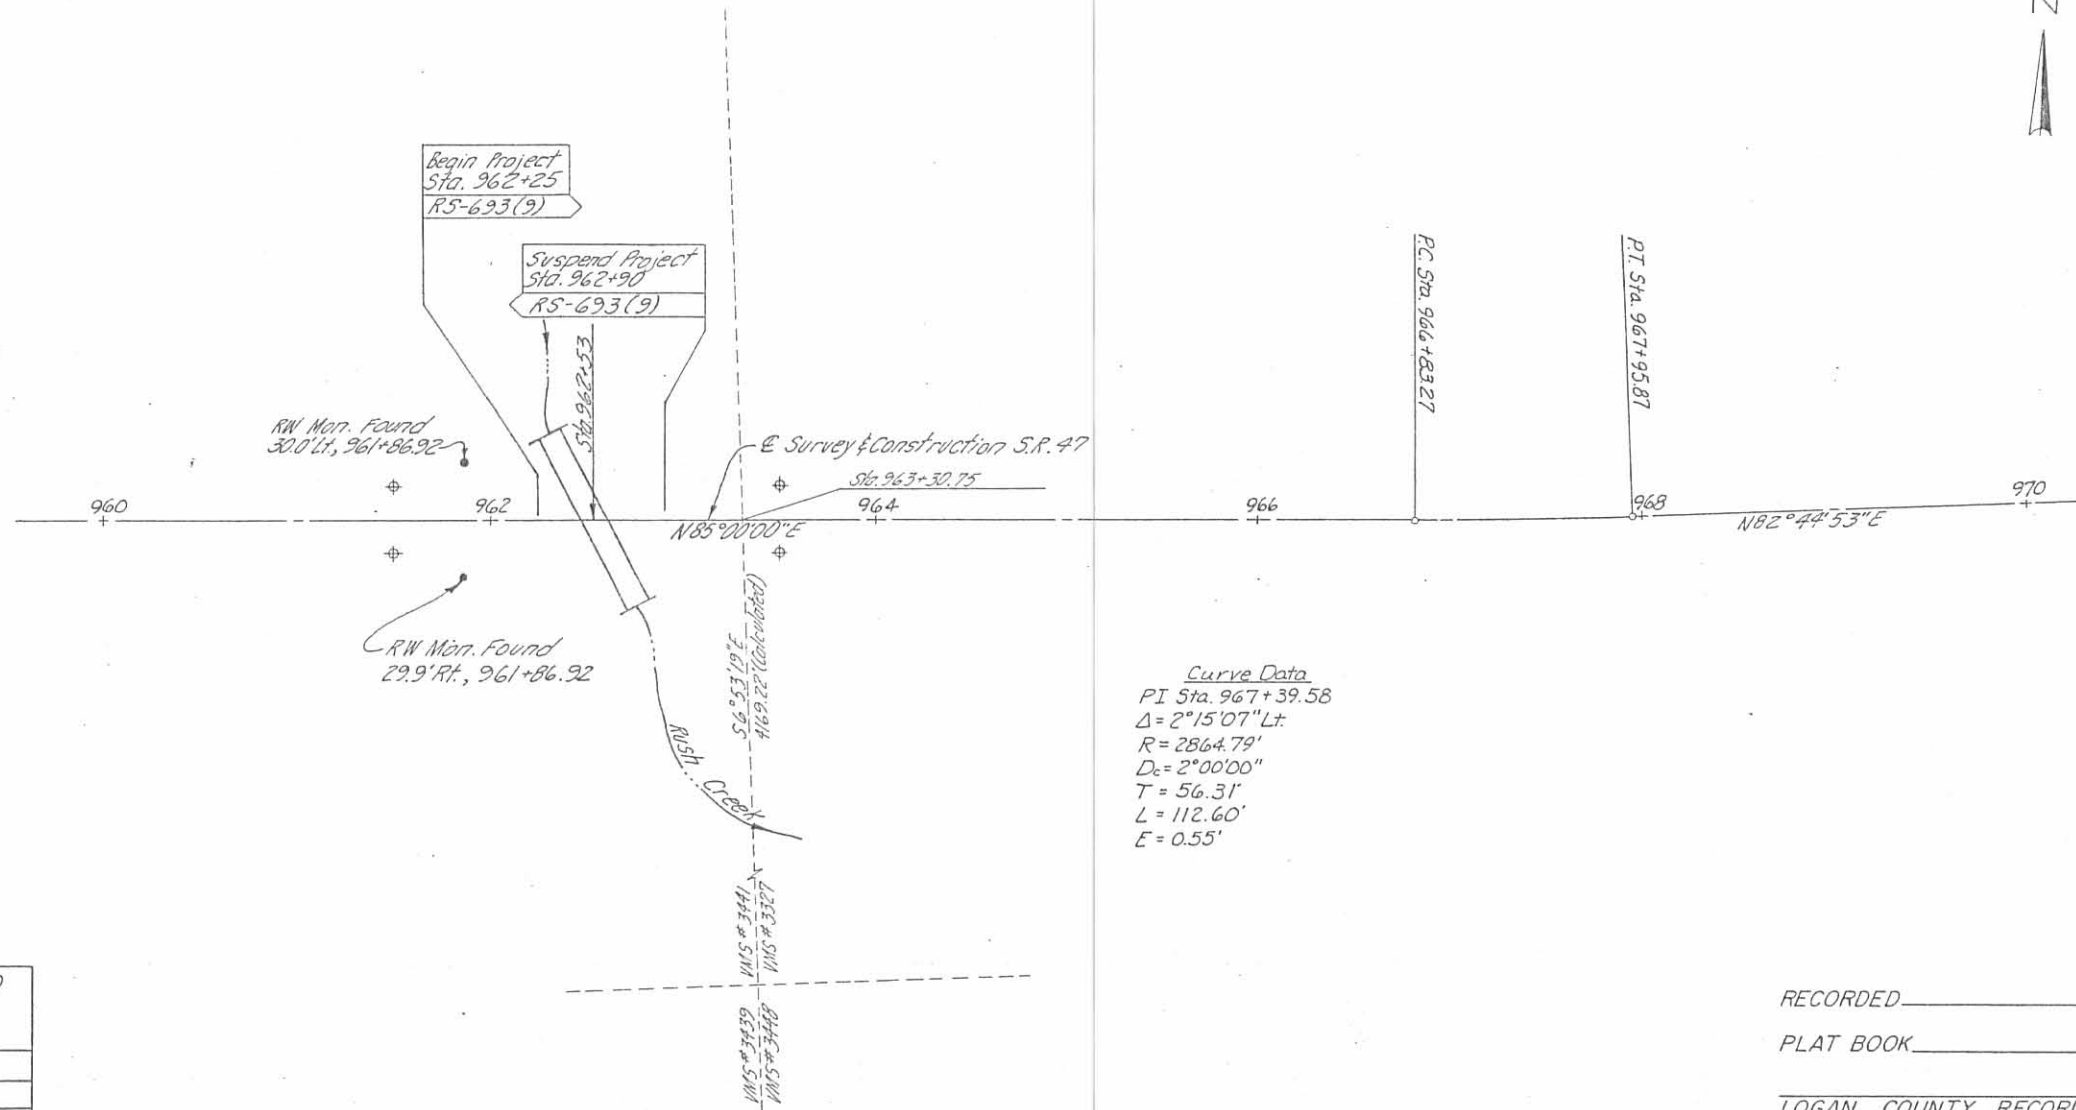 N
Begin Project
Sta. 962+25
RS-693(9)
Suspend Project
Sta. 962+90
RS-693(9)
Sta. 962+53
P.C. Sta. 966+83.27
P.T. Sta. 967+95.87
RW Mon. Found
30.0' Lt, 961+86.92
℄ Survey & Construction S.R. 47
Sta. 963+30.75
960
962
964
966
968
970
N85°00'00"E
N82°44'53"E
RW Mon. Found
29.9' Rt., 961+86.92
S6°53'19"E
4169.22' (Calculated)
Rush Creek
Curve Data
PI Sta. 967+39.58
Δ = 2°15'07" Lt.
R = 2864.79'
Dc = 2°00'00"
T = 56.31'
L = 112.60'
E = 0.55'
VMS # 3441
VMS # 3327
VMS # 3439
VMS # 3448
RECORDED
PLAT BOOK
LOGAN COUNTY